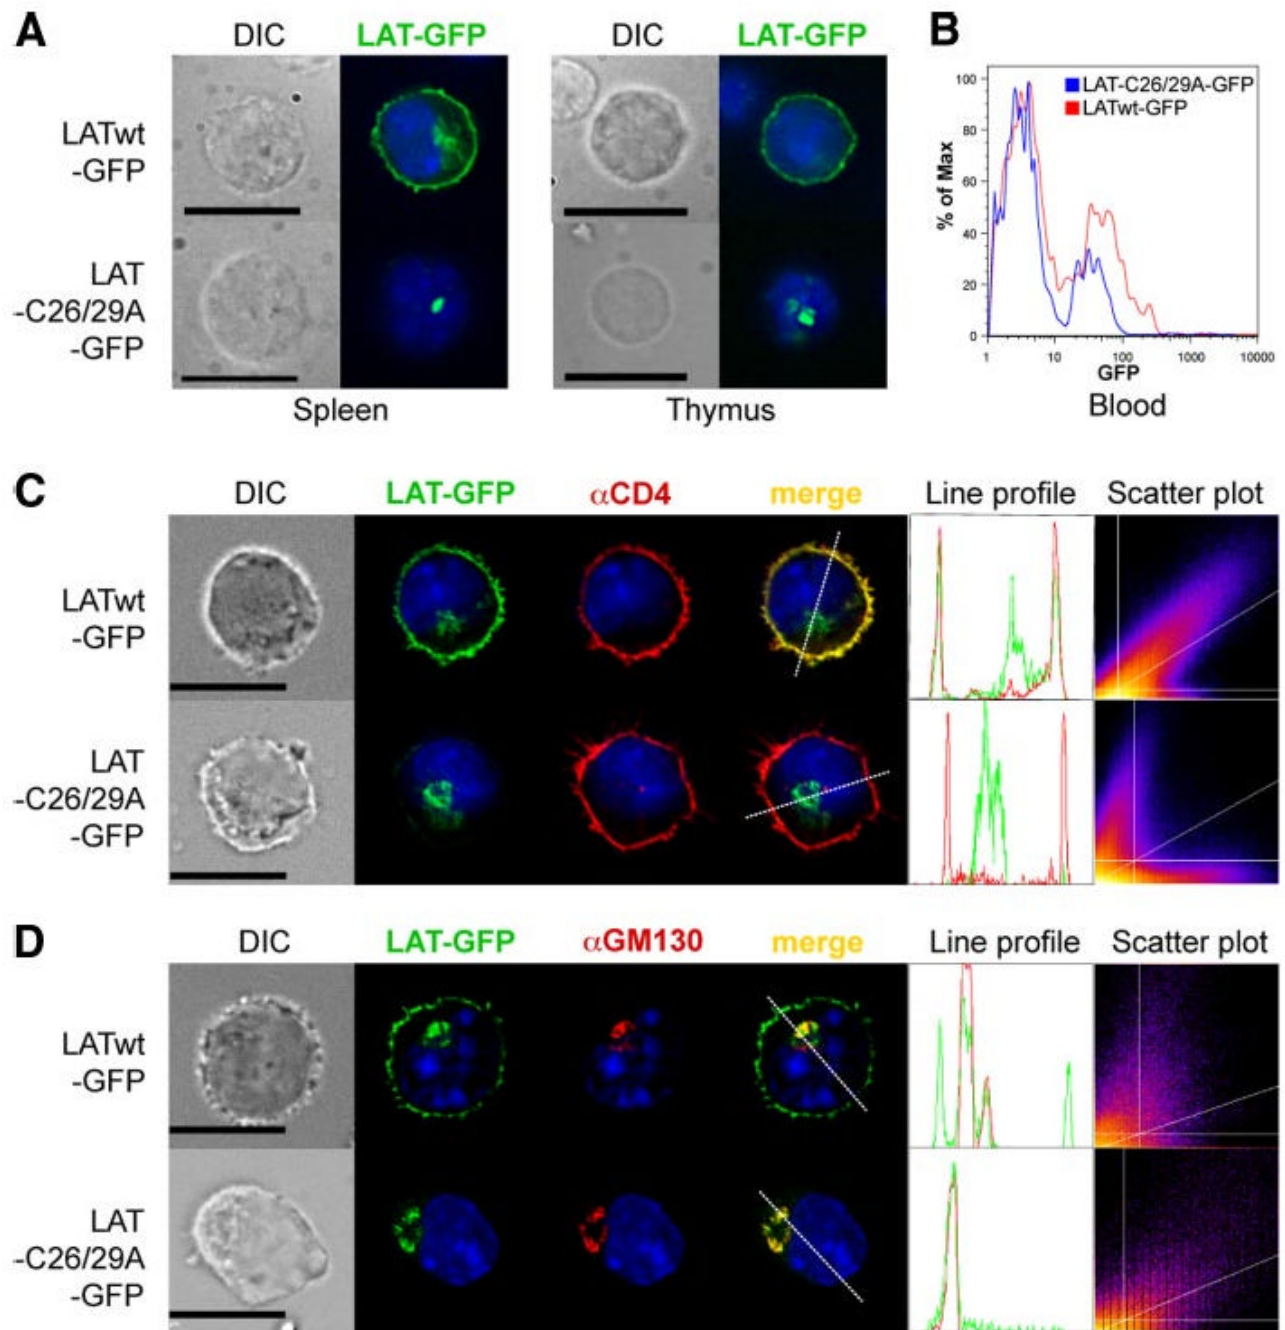 A
DIC
LAT-GFP
DIC
LAT-GFP
LATwt
-GFP
LAT
-C26/29A
-GFP
Spleen
Thymus
B
LAT-C26/29A-GFP
LATwt-GFP
% of Max
100
80
60
40
20
0
1
10
100
1000
10000
GFP
Blood
C
DIC
LAT-GFP
αCD4
merge
Line profile
Scatter plot
LATwt
-GFP
LAT
-C26/29A
-GFP
D
DIC
LAT-GFP
αGM130
merge
Line profile
Scatter plot
LATwt
-GFP
LAT
-C26/29A
-GFP